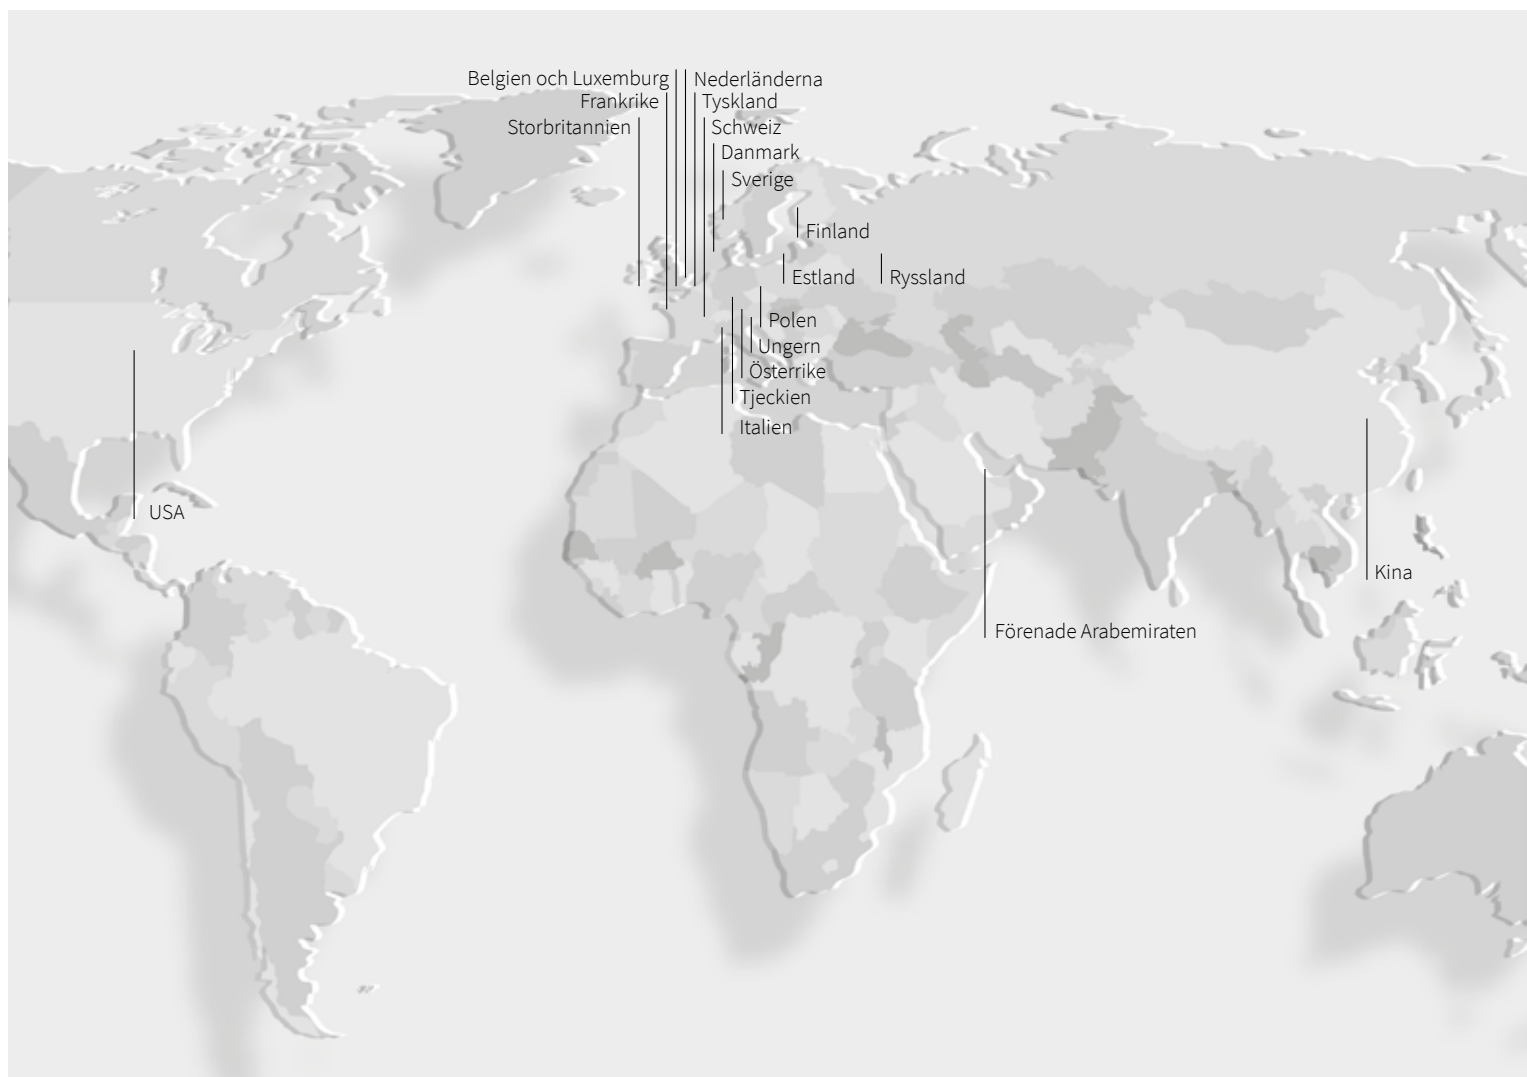 Belgien och Luxemburg
Nederländerna
Frankrike
Tyskland
Storbritannien
Schweiz
Danmark
Sverige
Finland
Estland
Ryssland
Polen
Ungern
Österrike
Tjeckien
Italien
USA
Kina
Förenade Arabemiraten